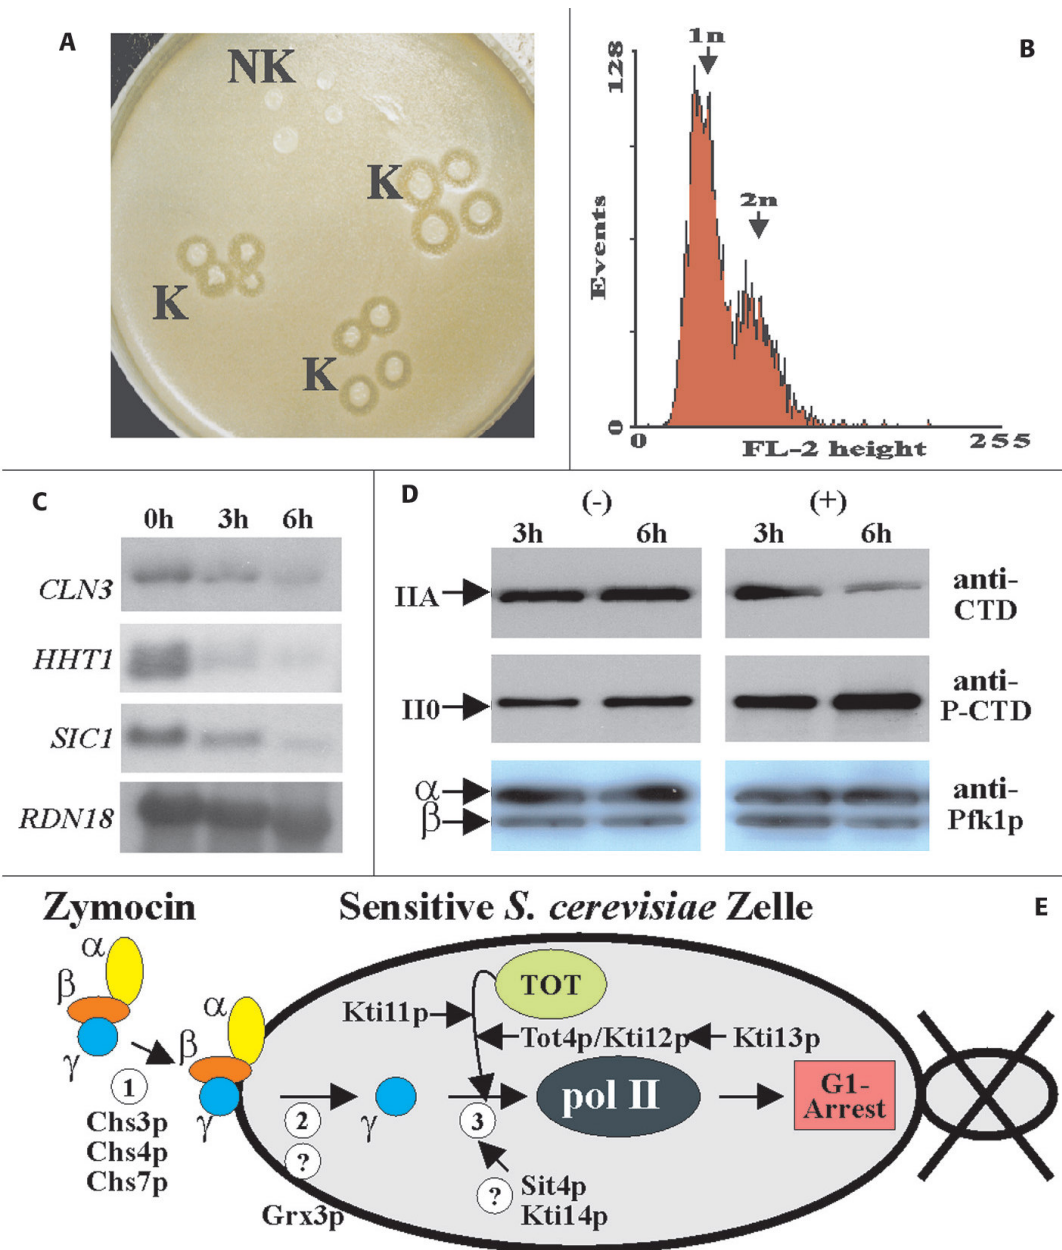 A
NK
K
K
K
B
1n
2n
128
Events
0
0
FL-2 height
255
C
0h 3h 6h
CLN3
HHT1
SIC1
RDN18
D
(-) (+)
3h 6h 3h 6h
IIA
anti-
CTD
II0
anti-
P-CTD
α
β
anti-
Pfk1p
E
Zymocin
Sensitive S. cerevisiae Zelle
α
β
γ
1
Chs3p
Chs4p
Chs7p
α
β
γ
2
?
Grx3p
γ
3
TOT
Kti11p
Tot4p/Kti12p
Kti13p
pol II
G1-
Arrest
?
Sit4p
Kti14p